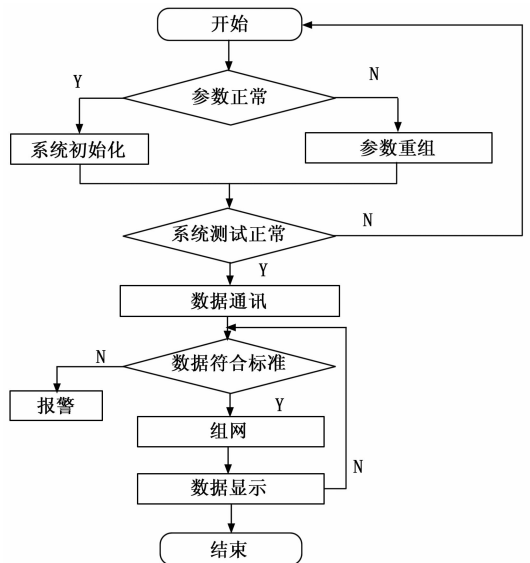 开始
Y
N
参数正常
系统初始化
参数重组
N
系统测试正常
Y
数据通讯
N
数据符合标准
报警
Y
组网
N
数据显示
结束